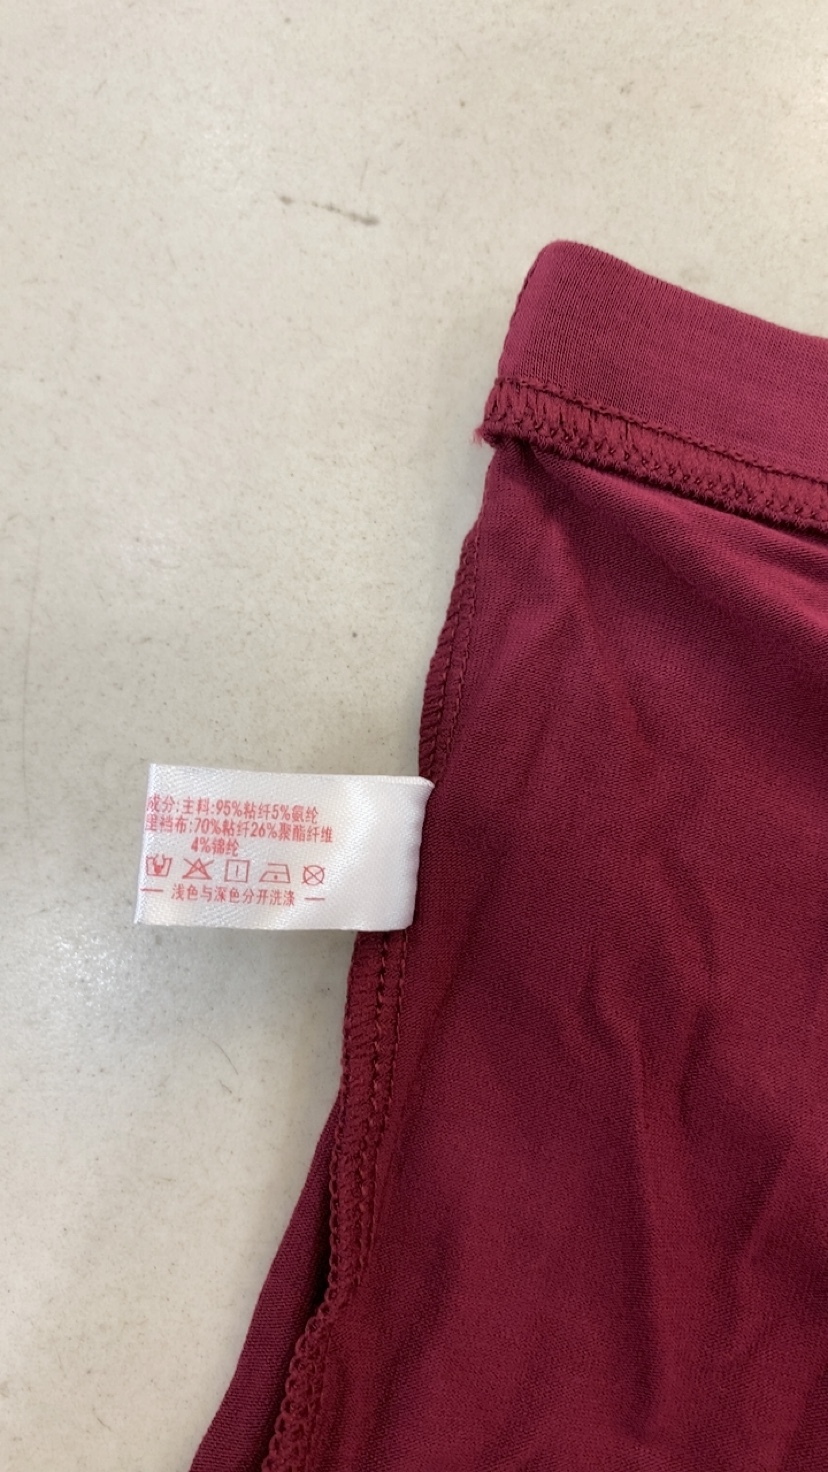 成分:主料:95%粘纤5%氨纶
里裆布:70%粘纤26%聚酯纤维
4%锦纶
— 浅色与深色分开洗涤 —